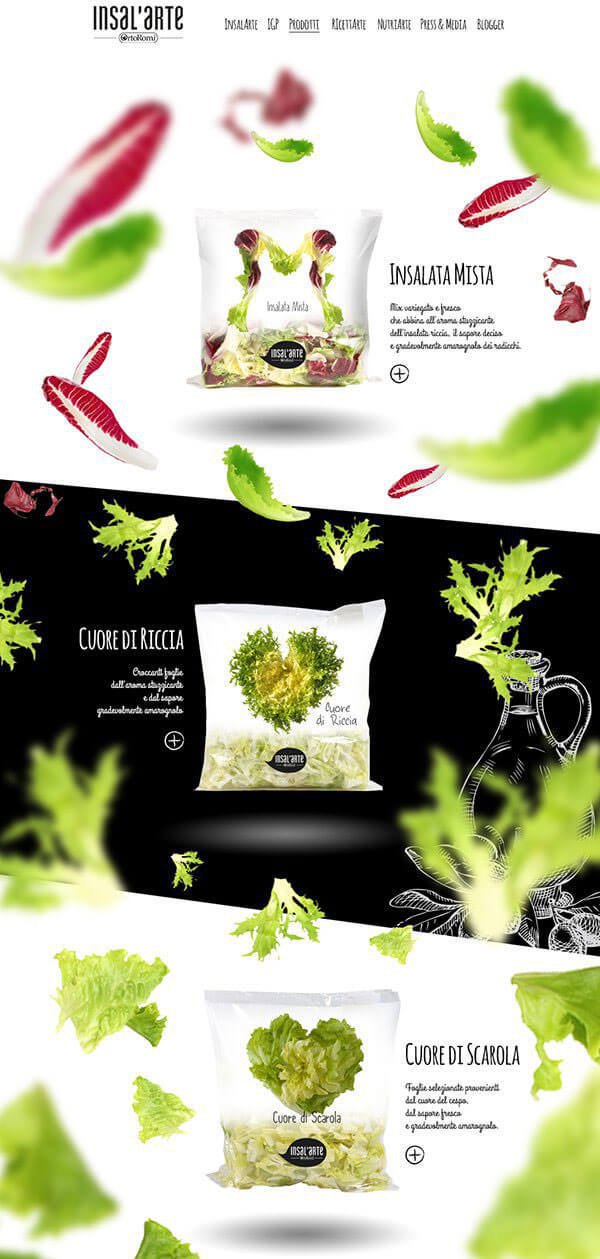 INSAL'ARTE
OrtoRomi
InsalArte IGP Prodotti RicettArte NutriArte Press & Media Blogger
Insalata Mista
Mix variegato e fresco
che abbina all'aroma stuzzicante
dell'insalata riccia, il sapore deciso
e gradevolmente amarognolo dei radicchi.
Insalata Mista
INSAL'ARTE
Cuore di Riccia
Croccanti foglie
dall'aroma stuzzicante
e dal sapore
gradevolmente amarognolo
Cuore
di Riccia
INSAL'ARTE
Cuore di Scarola
Foglie selezionate provenienti
dal cuore del cespo,
dal sapore fresco
e gradevolmente amarognolo.
Cuore di Scarola
INSAL'ARTE